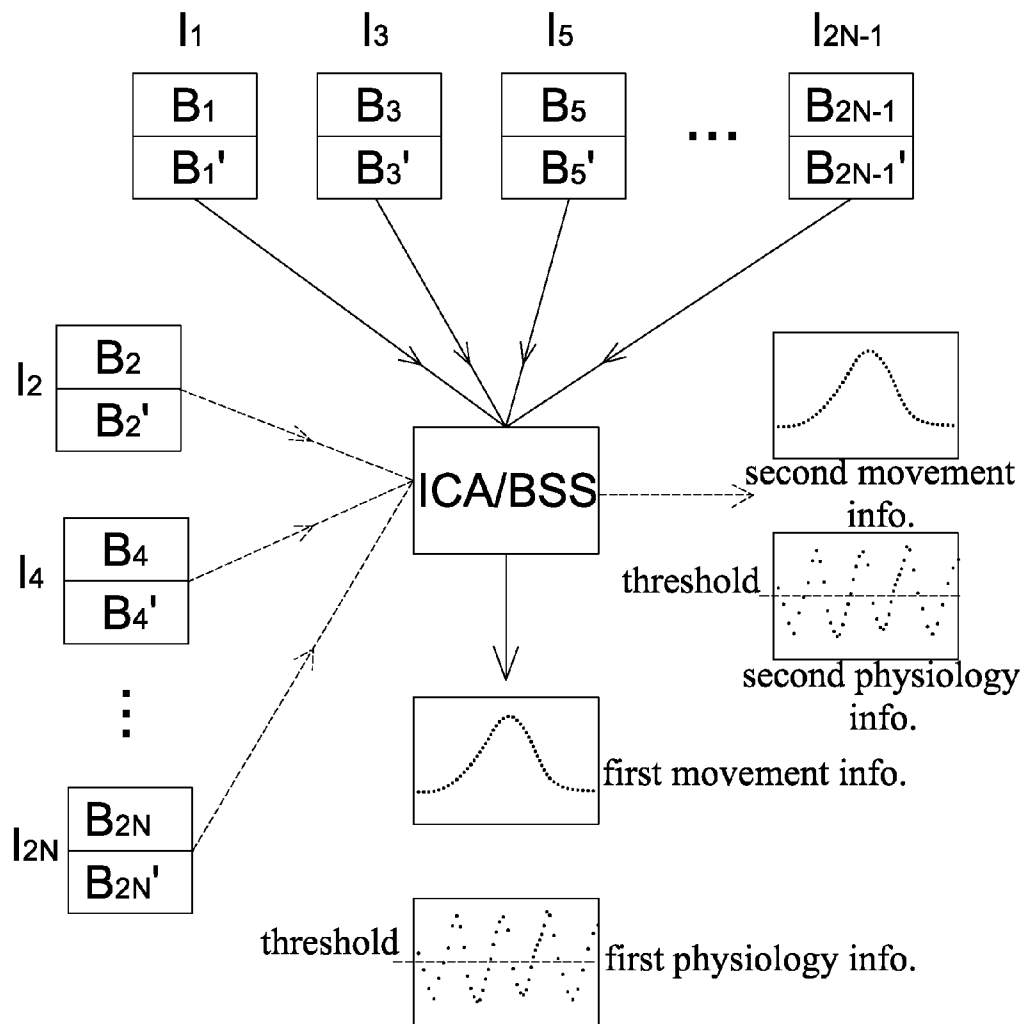 I1 I3 I5 I2N-1
B1 B3 B5 ... B2N-1
B1' B3' B5' B2N-1'
I2
B2
B2'
ICA/BSS
second movement
info.
I4
B4
B4'
threshold
second physiology
info.
first movement info.
I2N
B2N
B2N'
threshold
first physiology info.